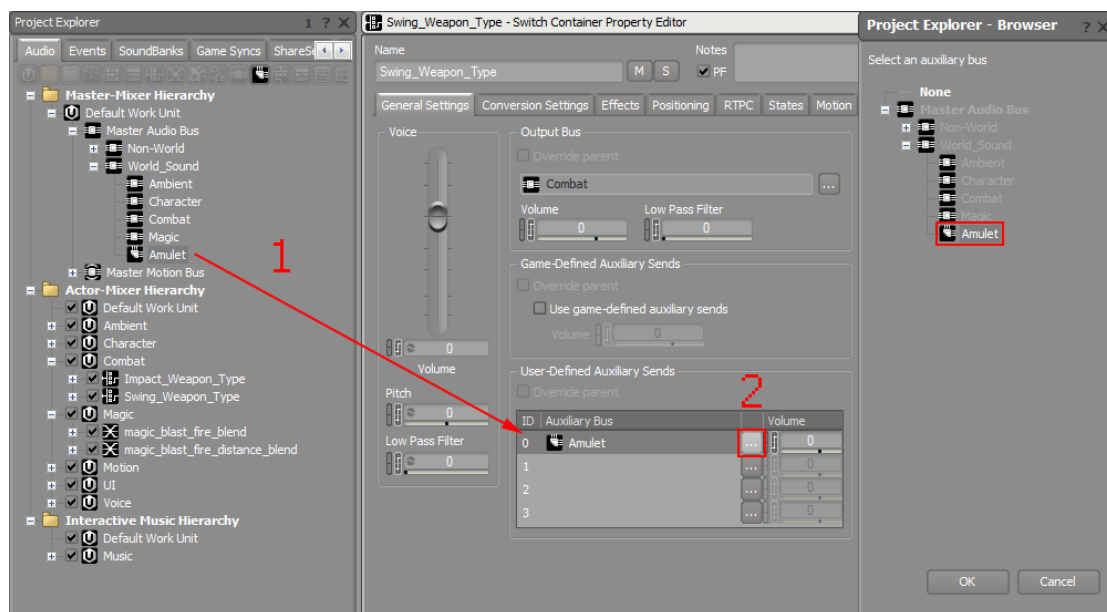 Project Explorer 1 ? X
Audio Events SoundBanks Game Syncs ShareSe
Master-Mixer Hierarchy
Default Work Unit
Master Audio Bus
Non-World
World_Sound
Ambient
Character
Combat
Magic
Amulet
Master Motion Bus
Actor-Mixer Hierarchy
Default Work Unit
Ambient
Character
Combat
Impact_Weapon_Type
Swing_Weapon_Type
Magic
magic_blast_fire_blend
magic_blast_fire_distance_blend
Motion
UI
Voice
Interactive Music Hierarchy
Default Work Unit
Music
1
Swing_Weapon_Type - Switch Container Property Editor
Name Notes
Swing_Weapon_Type M S PF
General Settings Conversion Settings Effects Positioning RTPC States Motion
Voice
0
Volume
Pitch
0
Low Pass Filter
0
Output Bus
Override parent
Combat ...
Volume Low Pass Filter
0 0
Game-Defined Auxiliary Sends
Override parent
Use game-defined auxiliary sends
Volume 0
User-Defined Auxiliary Sends
Override parent
2
ID Auxiliary Bus Volume
0 Amulet ... 0
1 ... 0
2 ... 0
3 ... 0
Project Explorer - Browser ? X
Select an auxiliary bus
None
Master Audio Bus
Non-World
World_Sound
Ambient
Character
Combat
Magic
Amulet
OK Cancel